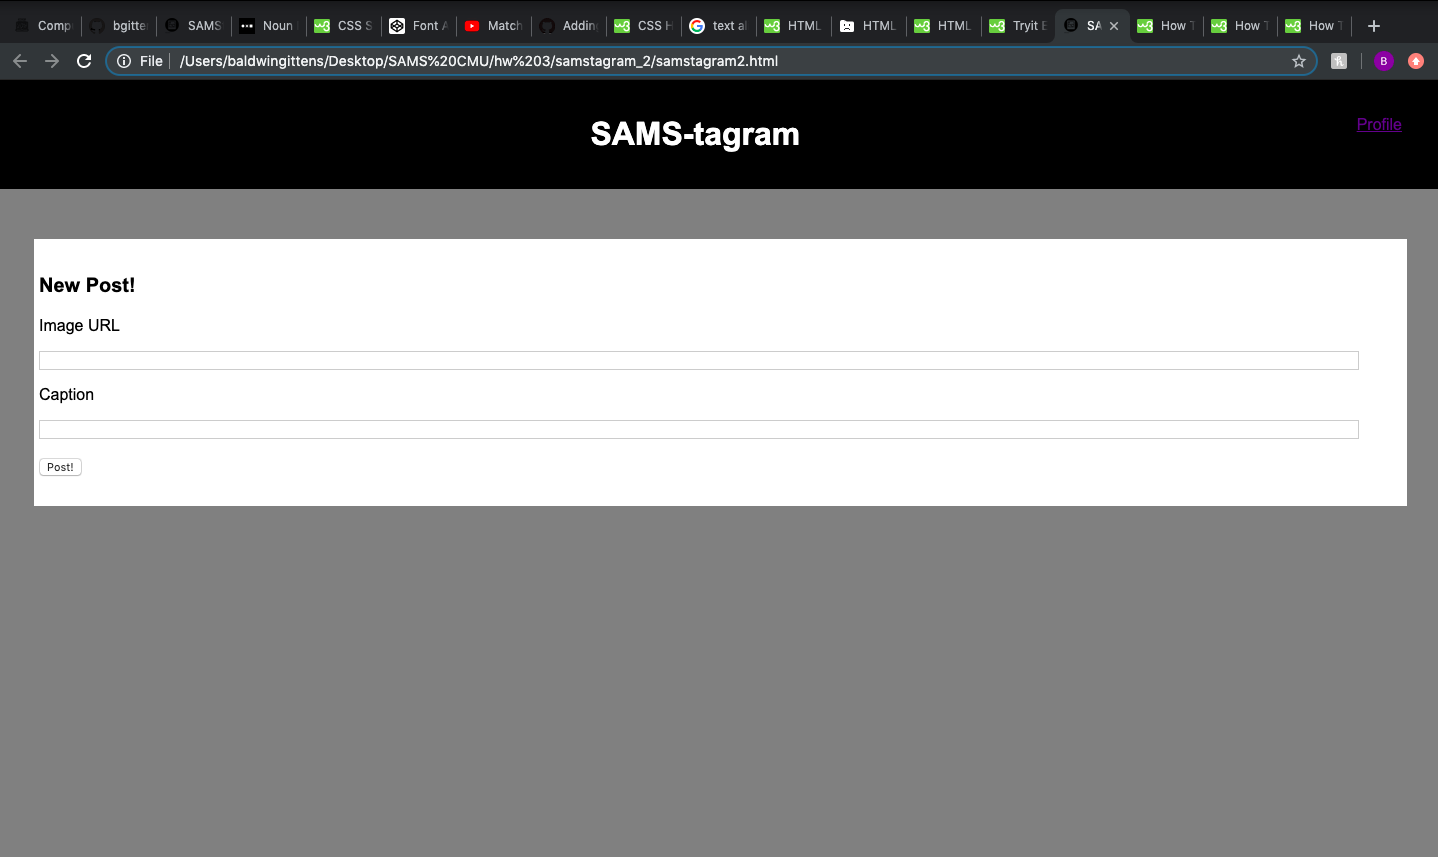 Comp
bgitte
SAMS
Noun
CSS S
Font A
Match
Addin
CSS H
text al
HTML
HTML
HTML
Tryit E
SA
How T
How T
How T
File /Users/baldwingittens/Desktop/SAMS%20CMU/hw%203/samstagram_2/samstagram2.html
B
SAMS-tagram
Profile
New Post!
Image URL
Caption
Post!